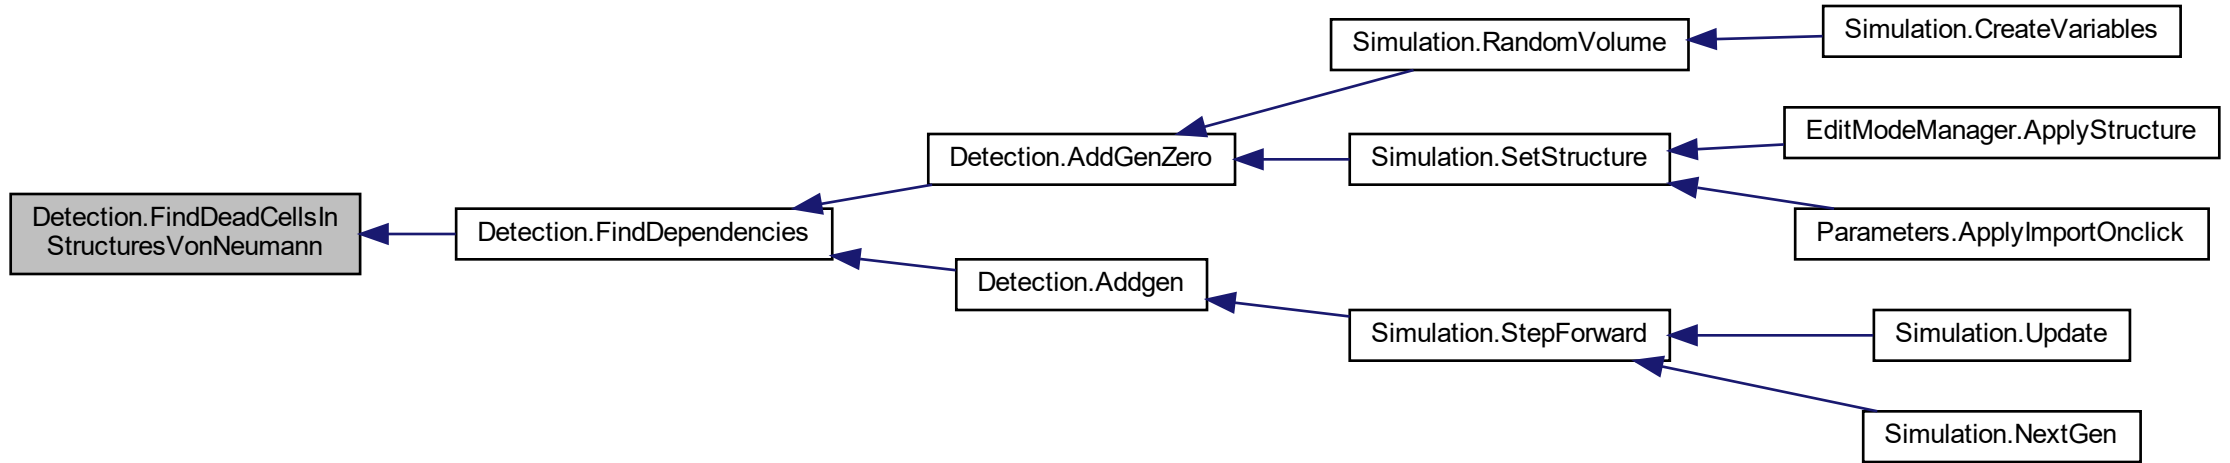 Detection.FindDeadCellsIn
StructuresVonNeumann
Detection.FindDependencies
Detection.AddGenZero
Detection.Addgen
Simulation.RandomVolume
Simulation.SetStructure
Simulation.StepForward
Simulation.CreateVariables
EditModeManager.ApplyStructure
Parameters.ApplyImportOnclick
Simulation.Update
Simulation.NextGen